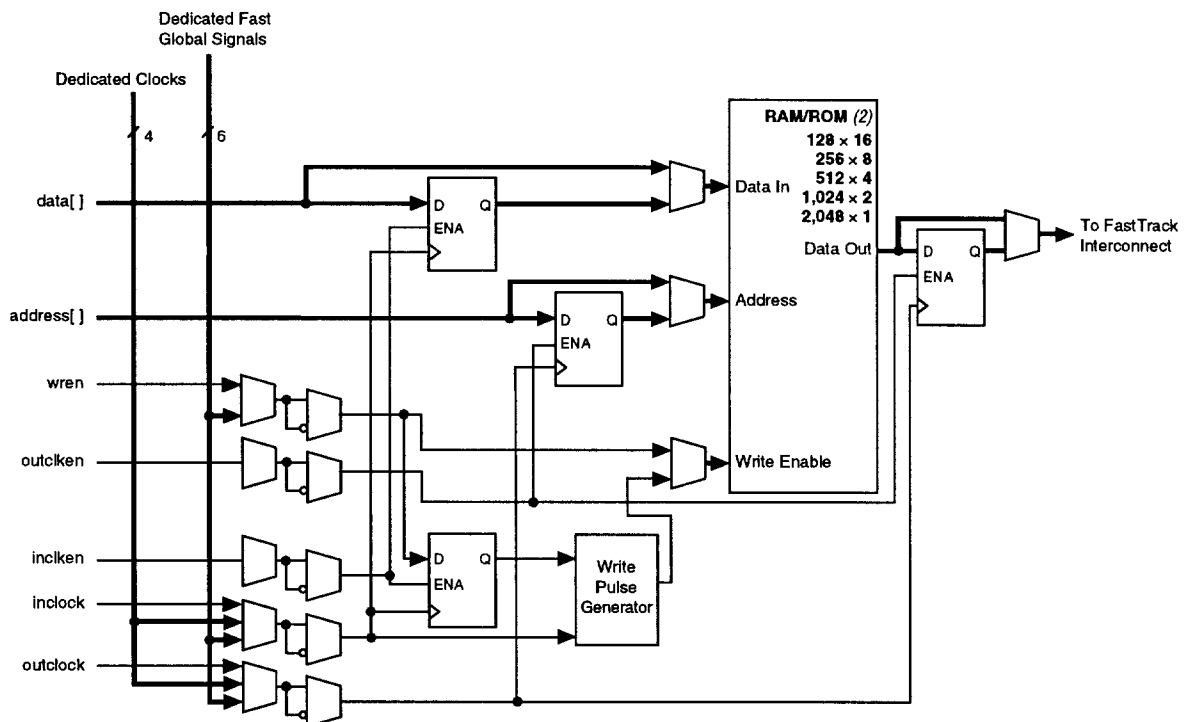 Dedicated Fast
Global Signals
Dedicated Clocks
4
6
RAM/ROM (2)
128 × 16
256 × 8
512 × 4
1,024 × 2
2,048 × 1
data[ ]
D
Q
ENA
Data In
Data Out
D
Q
ENA
To FastTrack
Interconnect
address[ ]
D
Q
ENA
Address
wren
outclken
Write Enable
inclken
D
Q
ENA
Write
Pulse
Generator
inclock
outclock